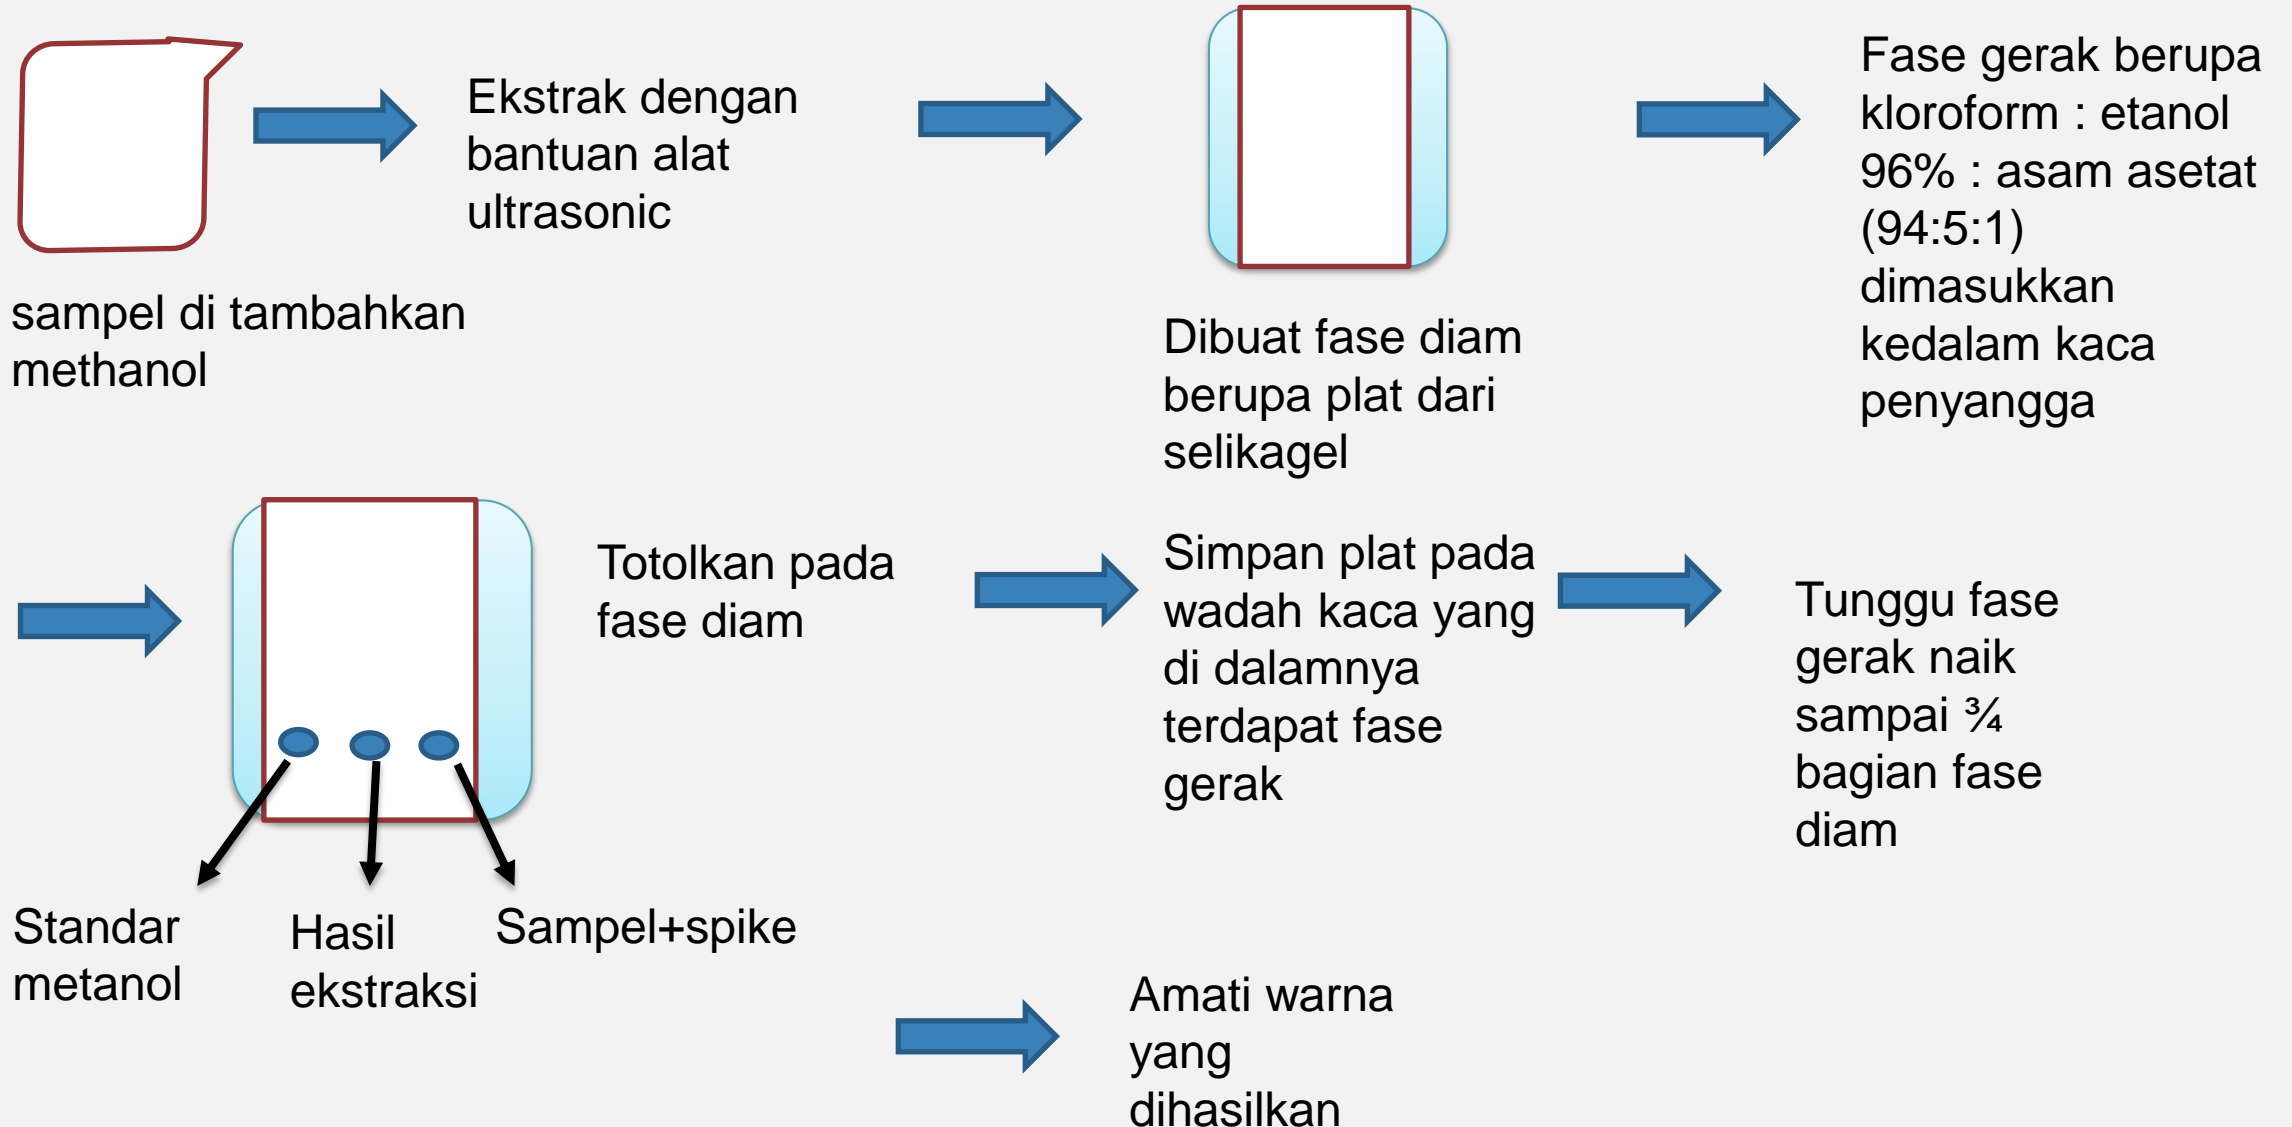 sampel di tambahkan
methanol
Ekstrak dengan
bantuan alat
ultrasonic
Dibuat fase diam
berupa plat dari
selikagel
Fase gerak berupa
kloroform : etanol
96% : asam asetat
(94:5:1)
dimasukkan
kedalam kaca
penyangga
Totolkan pada
fase diam
Standar
metanol
Hasil
ekstraksi
Sampel+spike
Simpan plat pada
wadah kaca yang
di dalamnya
terdapat fase
gerak
Tunggu fase
gerak naik
sampai ¾
bagian fase
diam
Amati warna
yang
dihasilkan